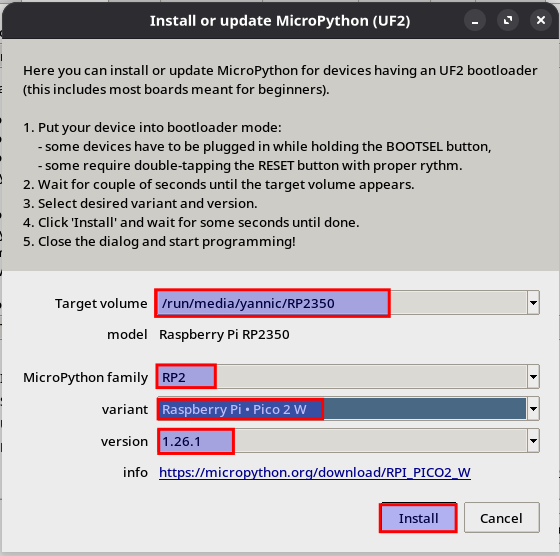 Install or update MicroPython (UF2)
Here you can install or update MicroPython for devices having an UF2 bootloader
(this includes most boards meant for beginners).
1. Put your device into bootloader mode:
- some devices have to be plugged in while holding the BOOTSEL button,
- some require double-tapping the RESET button with proper rythm.
2. Wait for couple of seconds until the target volume appears.
3. Select desired variant and version.
4. Click 'Install' and wait for some seconds until done.
5. Close the dialog and start programming!
Target volume /run/media/yannic/RP2350
model Raspberry Pi RP2350
MicroPython family RP2
variant Raspberry Pi • Pico 2 W
version 1.26.1
info https://micropython.org/download/RPI_PICO2_W
Install Cancel